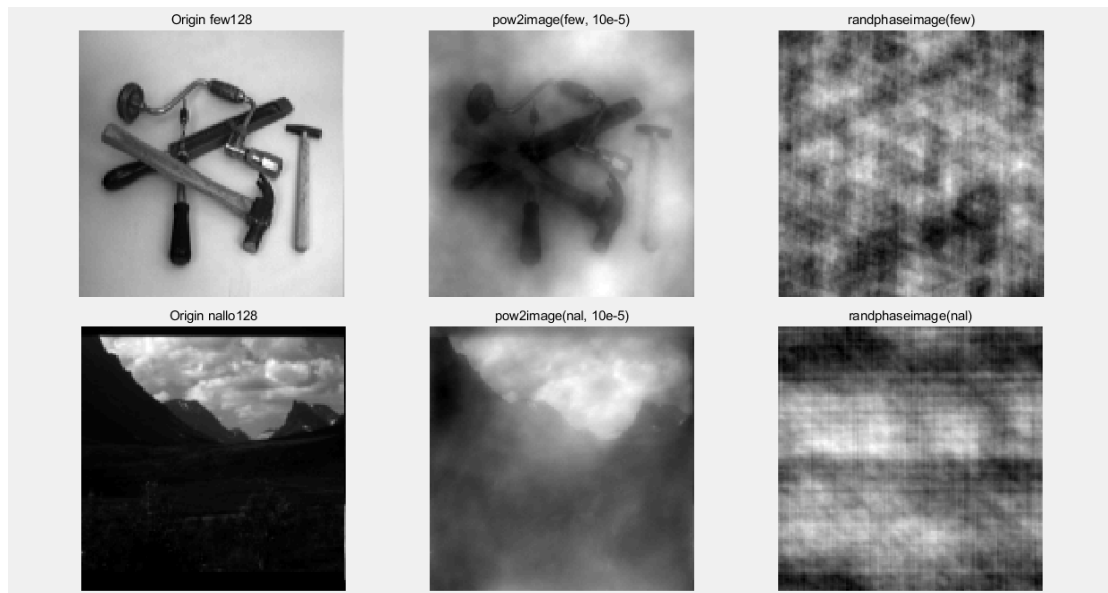 Origin few128
pow2image(few, 10e-5)
randphaseimage(few)
Origin nallo128
pow2image(nal, 10e-5)
randphaseimage(nal)